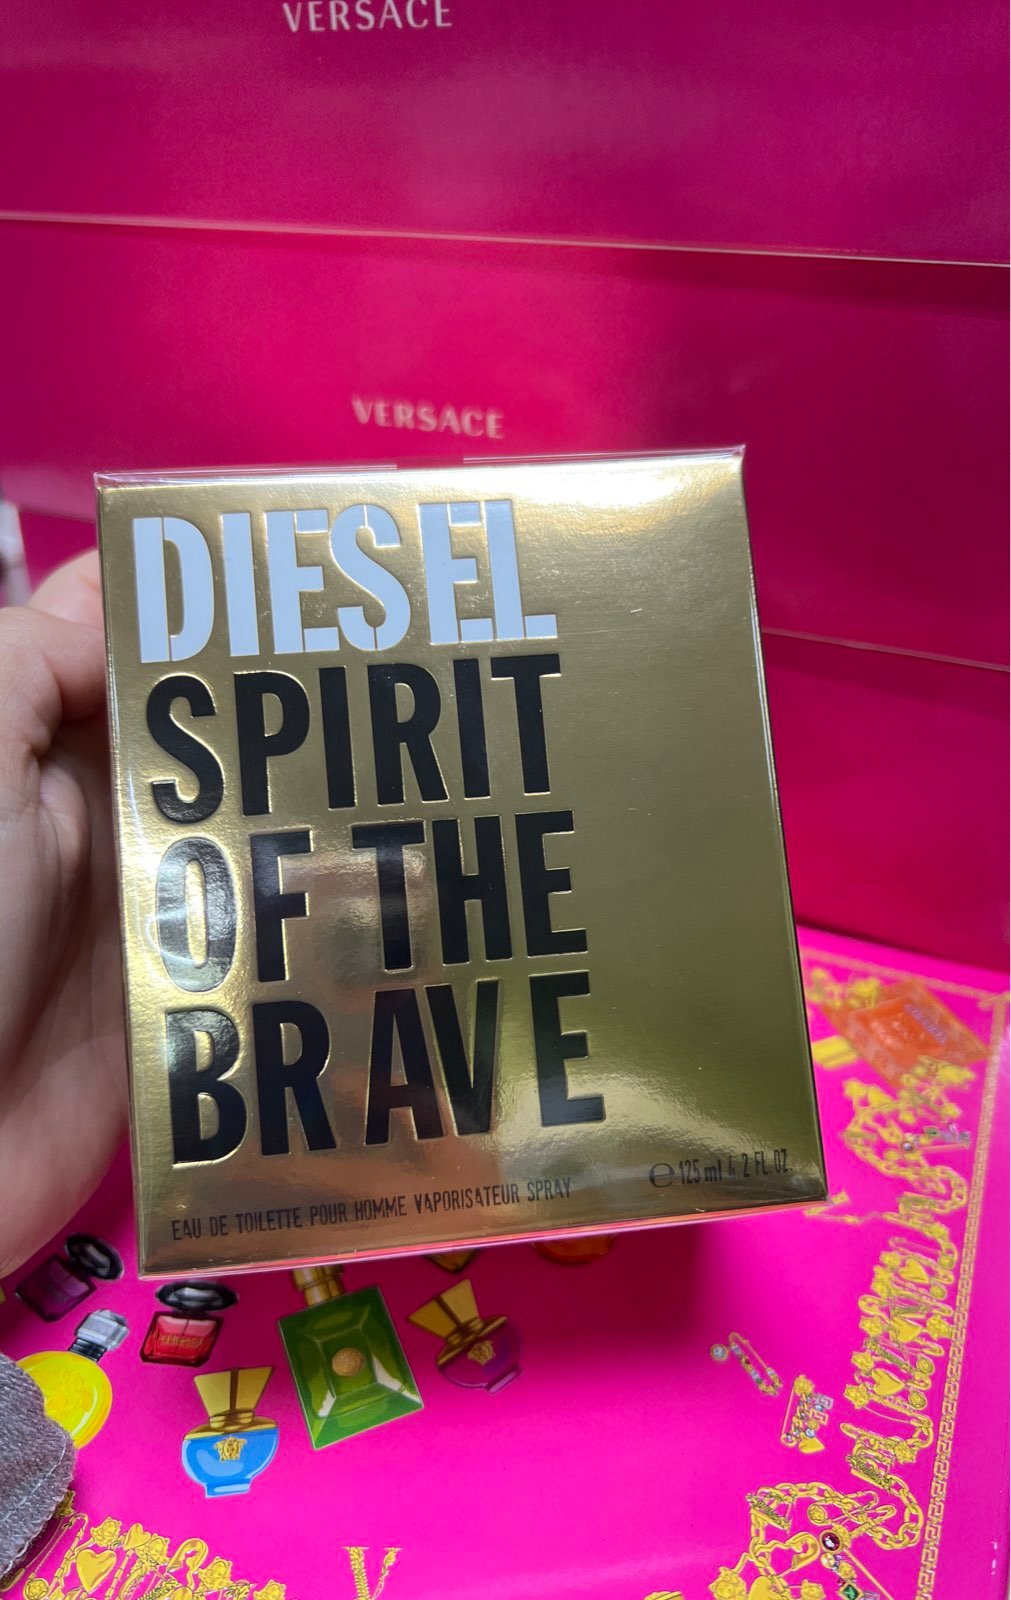 VERSACE
VERSACE
DIESEL
SPIRIT
OF THE
BRAVE
EAU DE TOILETTE POUR HOMME VAPORISATEUR SPRAY
℮ 125 ml 4.2 FL.OZ.